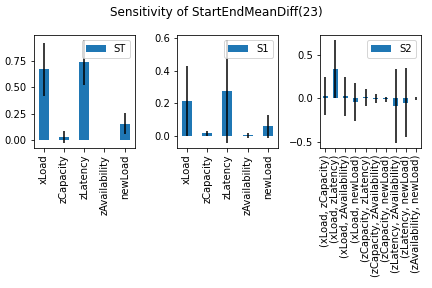 Sensitivity of StartEndMeanDiff(23)
ST
0.75
0.50
0.25
0.00
xLoad
zCapacity
zLatency
zAvailability
newLoad
S1
0.6
0.4
0.2
0.0
xLoad
zCapacity
zLatency
zAvailability
newLoad
S2
0.5
0.0
−0.5
(xLoad, zCapacity)
(xLoad, zLatency)
(xLoad, zAvailability)
(xLoad, newLoad)
(zCapacity, zLatency)
(zCapacity, zAvailability)
(zCapacity, newLoad)
(zLatency, zAvailability)
(zLatency, newLoad)
(zAvailability, newLoad)